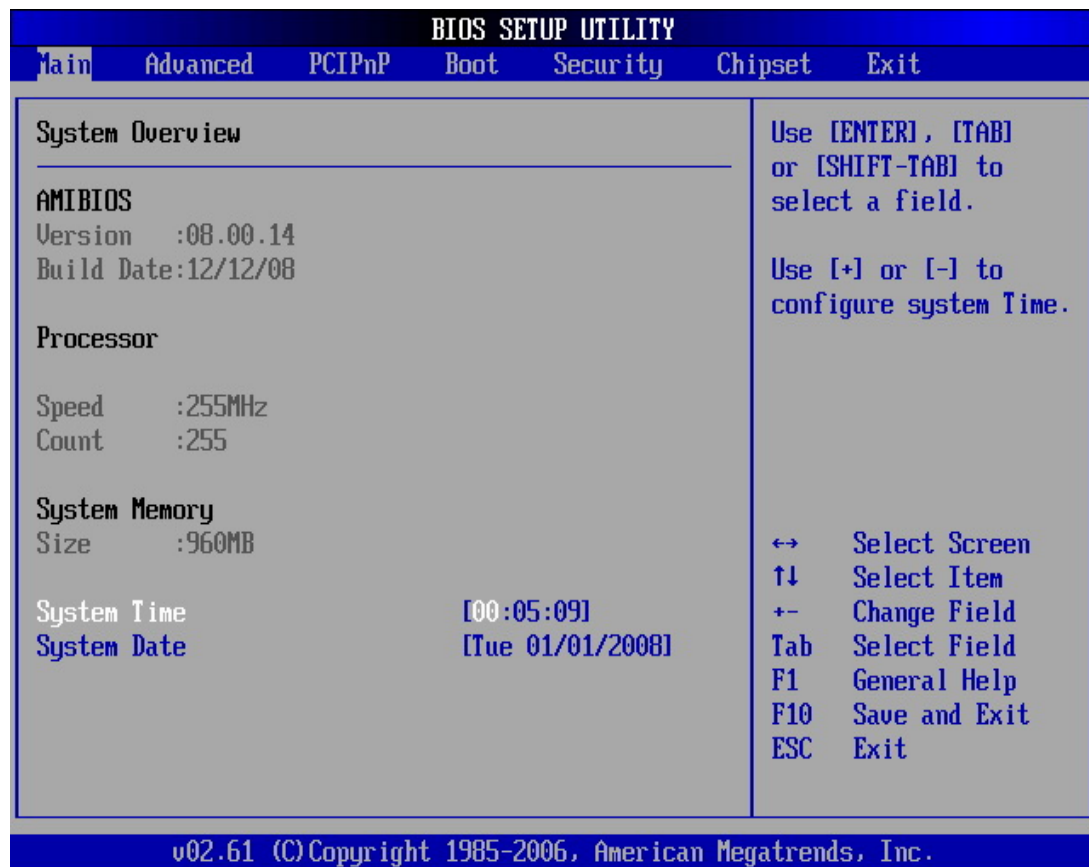 BIOS SETUP UTILITY
Main Advanced PCIPnP Boot Security Chipset Exit
System Overview
AMIBIOS
Version :08.00.14
Build Date:12/12/08
Processor
Speed :255MHz
Count :255
System Memory
Size :960MB
System Time [00:05:09]
System Date [Tue 01/01/2008]
Use [ENTER], [TAB]
or [SHIFT-TAB] to
select a field.
Use [+] or [-] to
configure system Time.
↔ Select Screen
↑↓ Select Item
+- Change Field
Tab Select Field
F1 General Help
F10 Save and Exit
ESC Exit
v02.61 (C)Copyright 1985-2006, American Megatrends, Inc.